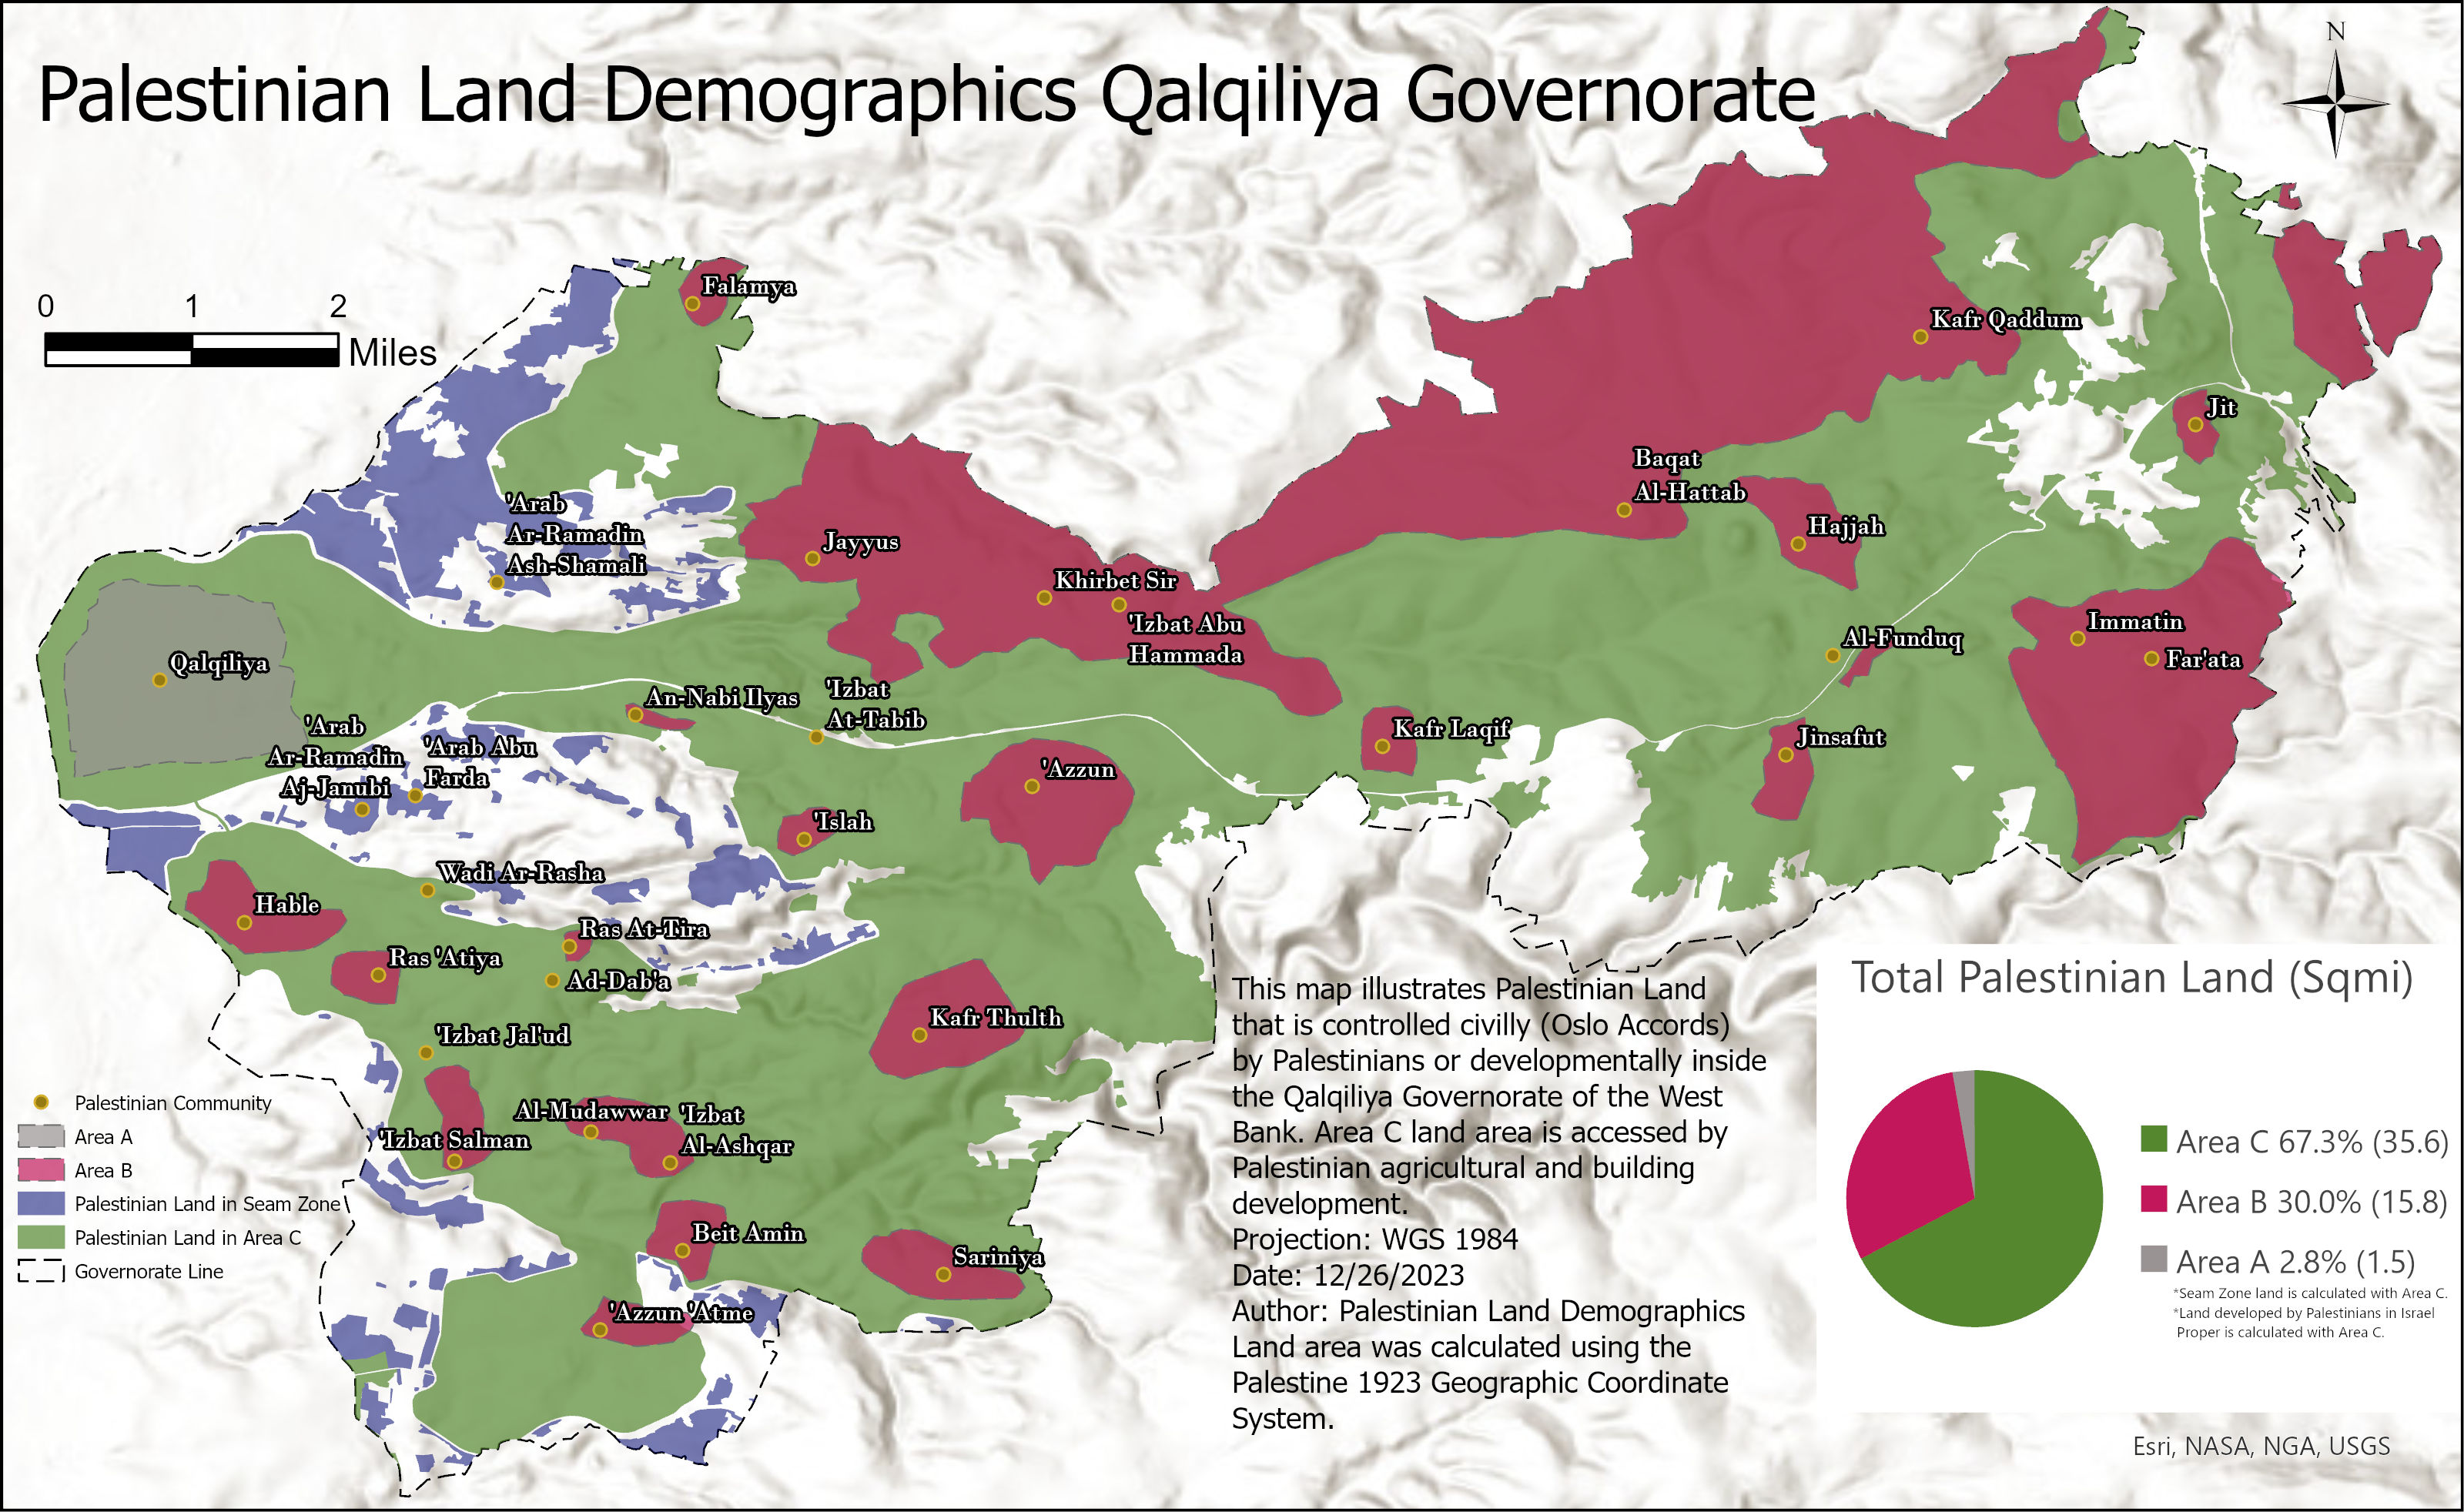 Palestinian Land Demographics Qalqiliya Governorate
N
0 1 2
Miles
Falamya
Kafr Qaddum
Jit
Baqat
Al-Hattab
Hajjah
'Arab
Ar-Ramadin
Ash-Shamali
Jayyus
Khirbet Sir
'Izbat Abu
Hammada
Immatin
Far'ata
Al-Funduq
Qalqiliya
An-Nabi Ilyas
'Izbat
At-Tabib
Kafr Laqif
Jinsafut
'Arab
Ar-Ramadin
Aj-Janubi
'Arab Abu
Farda
'Azzun
'Islah
Wadi Ar-Rasha
Hable
Ras At-Tira
Ras 'Atiya
Ad-Dab'a
Kafr Thulth
'Izbat Jal'ud
Al-Mudawwar
'Izbat
Al-Ashqar
'Izbat Salman
Beit Amin
Sariniya
'Azzun 'Atme
Palestinian Community
Area A
Area B
Palestinian Land in Seam Zone
Palestinian Land in Area C
Governorate Line
This map illustrates Palestinian Land
that is controlled civilly (Oslo Accords)
by Palestinians or developmentally inside
the Qalqiliya Governorate of the West
Bank. Area C land area is accessed by
Palestinian agricultural and building
development.
Projection: WGS 1984
Date: 12/26/2023
Author: Palestinian Land Demographics
Land area was calculated using the
Palestine 1923 Geographic Coordinate
System.
Total Palestinian Land (Sqmi)
Area C 67.3% (35.6)
Area B 30.0% (15.8)
Area A 2.8% (1.5)
*Seam Zone land is calculated with Area C.
*Land developed by Palestinians in Israel
Proper is calculated with Area C.
Esri, NASA, NGA, USGS